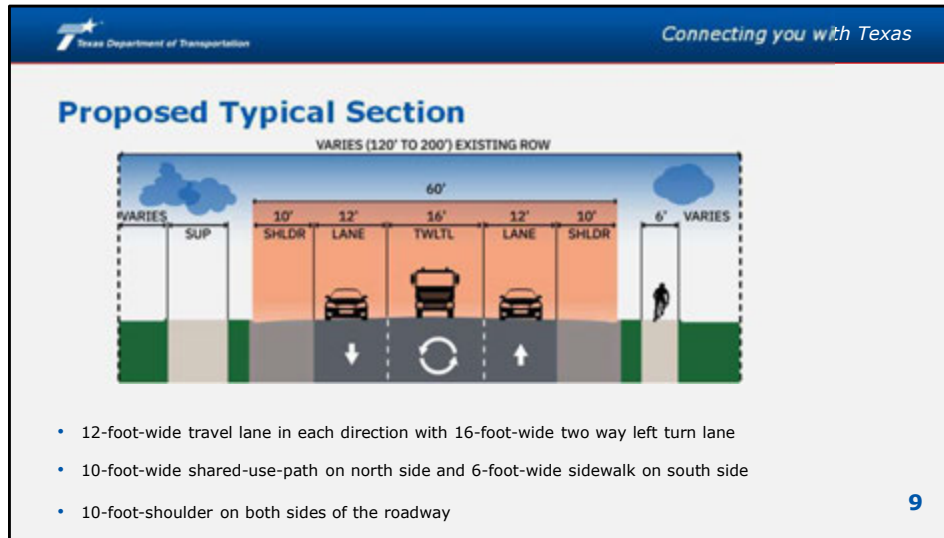 Texas Department of Transportation
Connecting you with Texas
Proposed Typical Section
VARIES (120' TO 200') EXISTING ROW
60'
VARIES 10' 12' 16' 12' 10' 6' VARIES
SUP SHLDR LANE TWLTL LANE SHLDR
• 12-foot-wide travel lane in each direction with 16-foot-wide two way left turn lane
• 10-foot-wide shared-use-path on north side and 6-foot-wide sidewalk on south side
• 10-foot-shoulder on both sides of the roadway
9